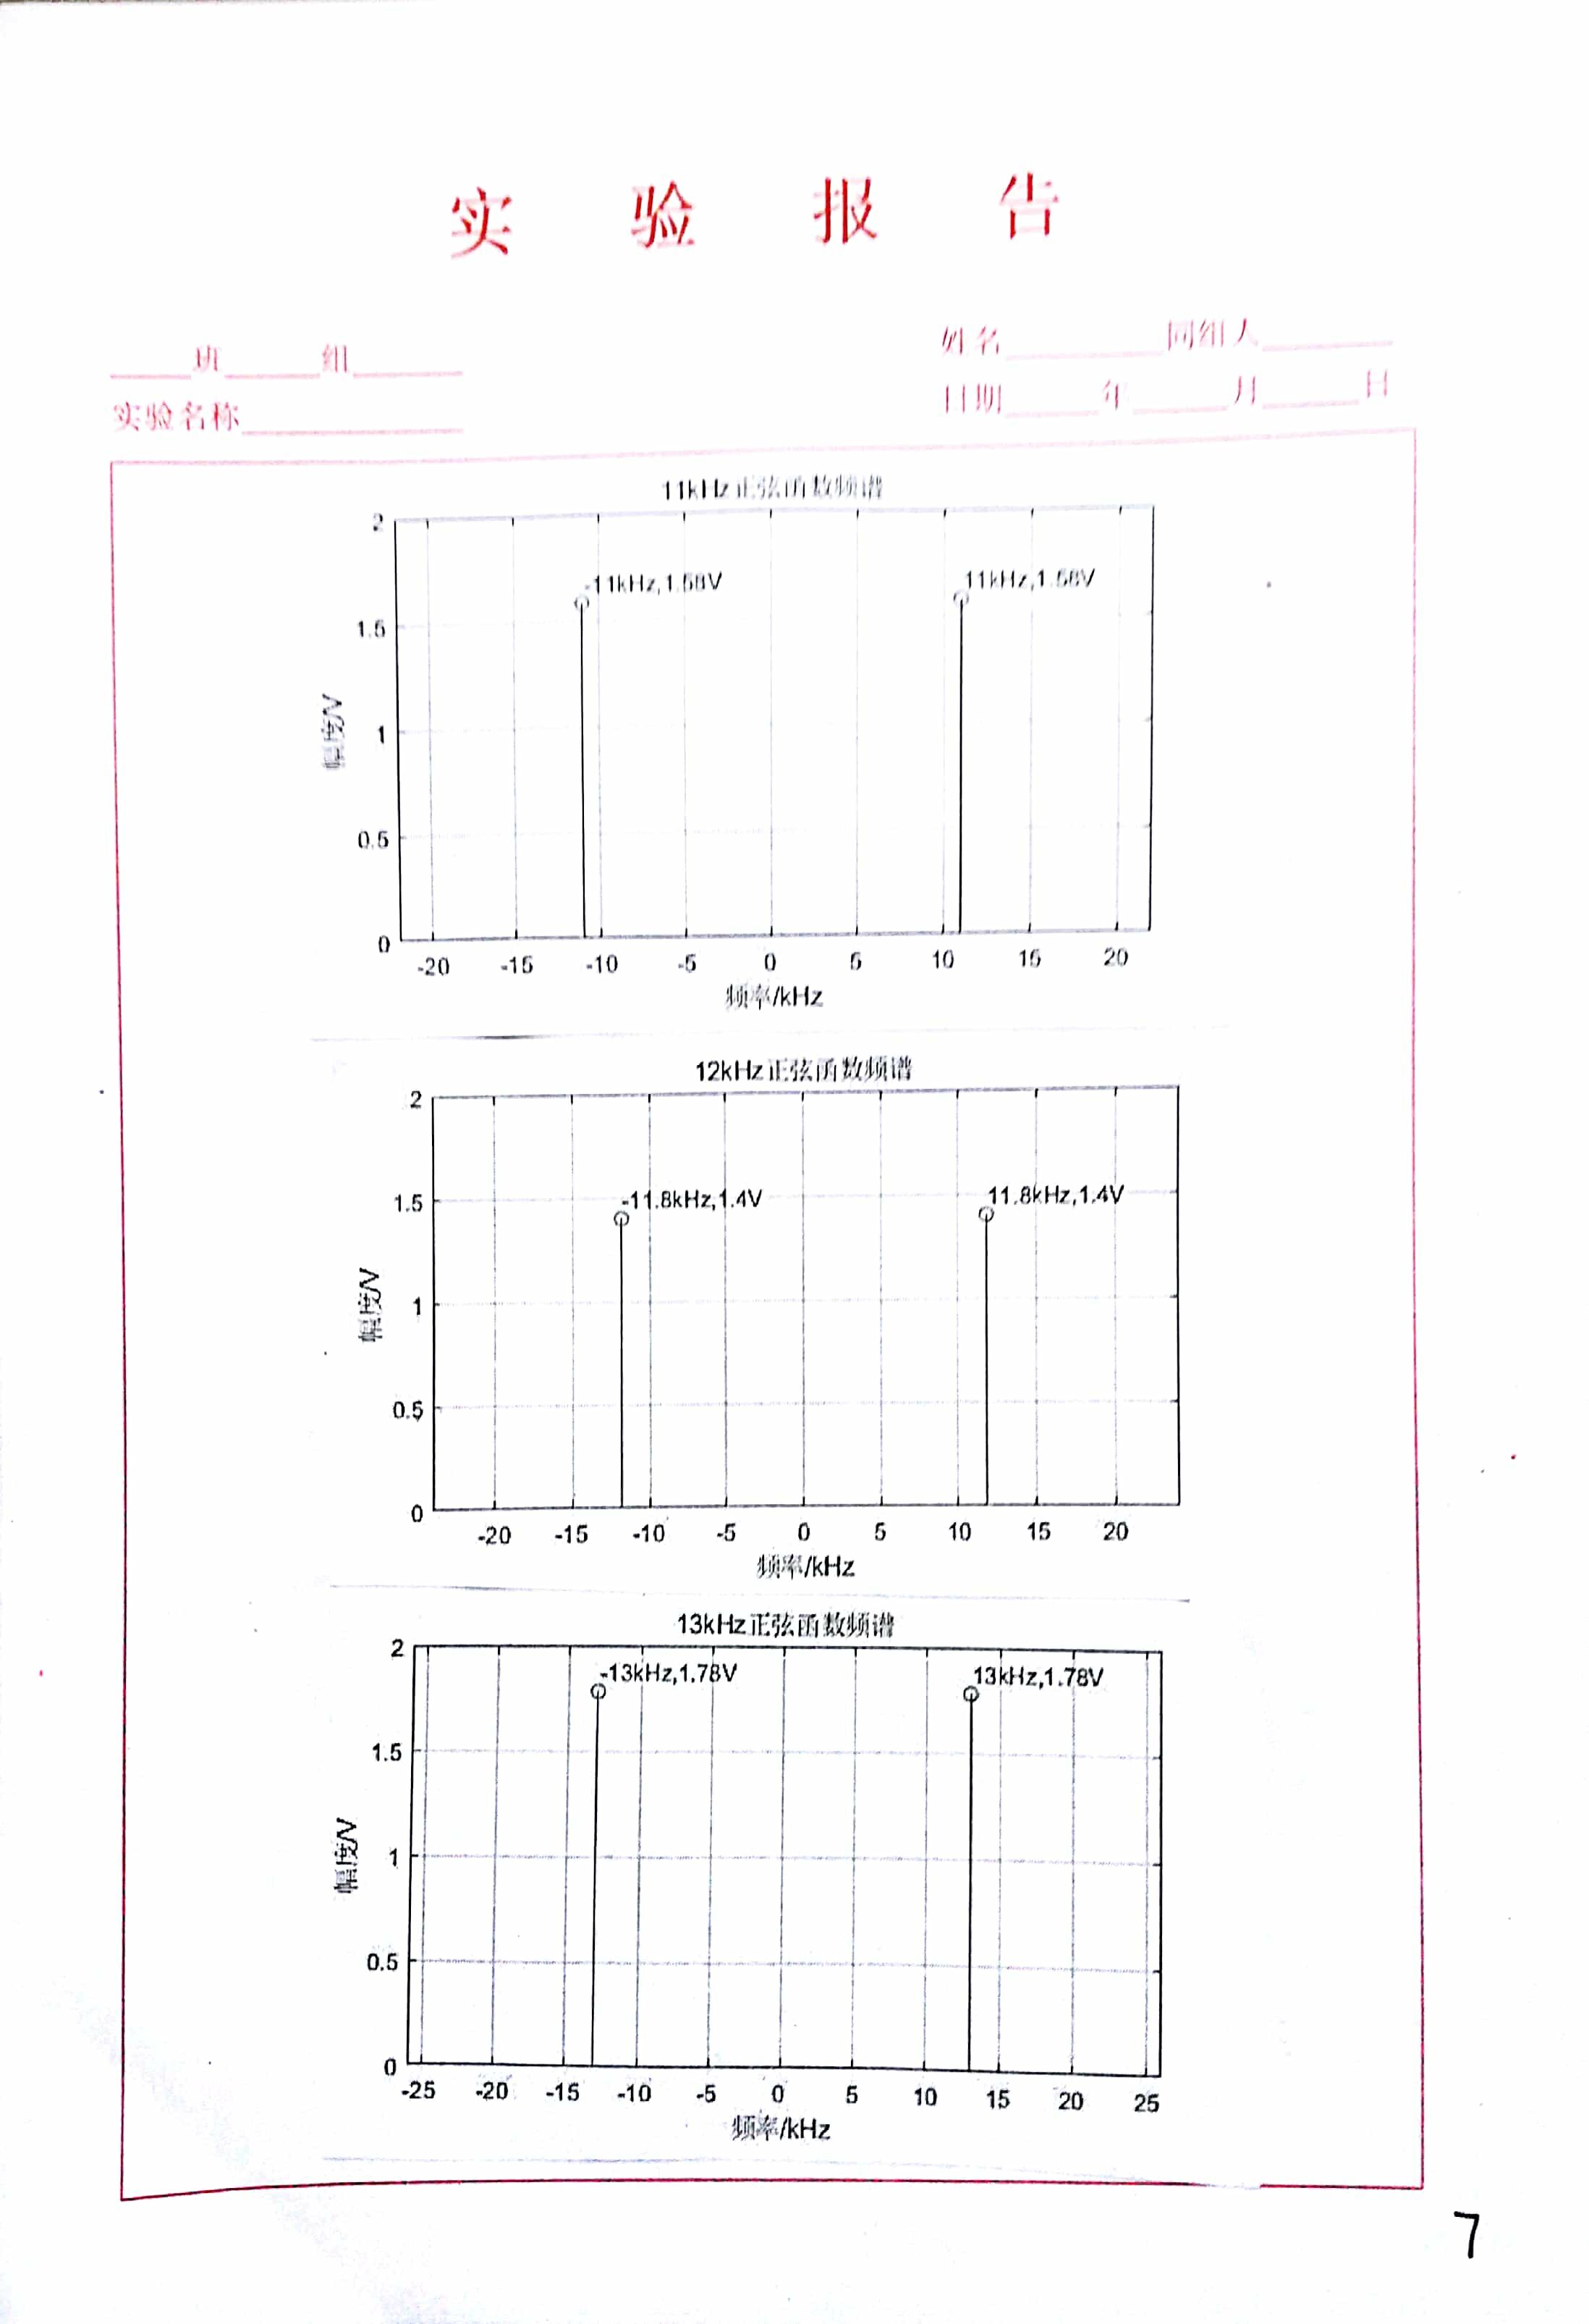 实 验 报 告
姓名______同组人______
____班____组____
日期____年____月____日
实验名称________
11kHz正弦函数频谱
2
-11kHz,1.58V 11kHz,1.58V
1.5
幅度/V
1
0.5
0
-20 -15 -10 -5 0 5 10 15 20
频率/kHz
12kHz正弦函数频谱
2
-11.8kHz,1.4V 11.8kHz,1.4V
1.5
幅度/V
1
0.5
0
-20 -15 -10 -5 0 5 10 15 20
频率/kHz
13kHz正弦函数频谱
2
-13kHz,1.78V 13kHz,1.78V
1.5
幅度/V
1
0.5
0
-25 -20 -15 -10 -5 0 5 10 15 20 25
频率/kHz
7